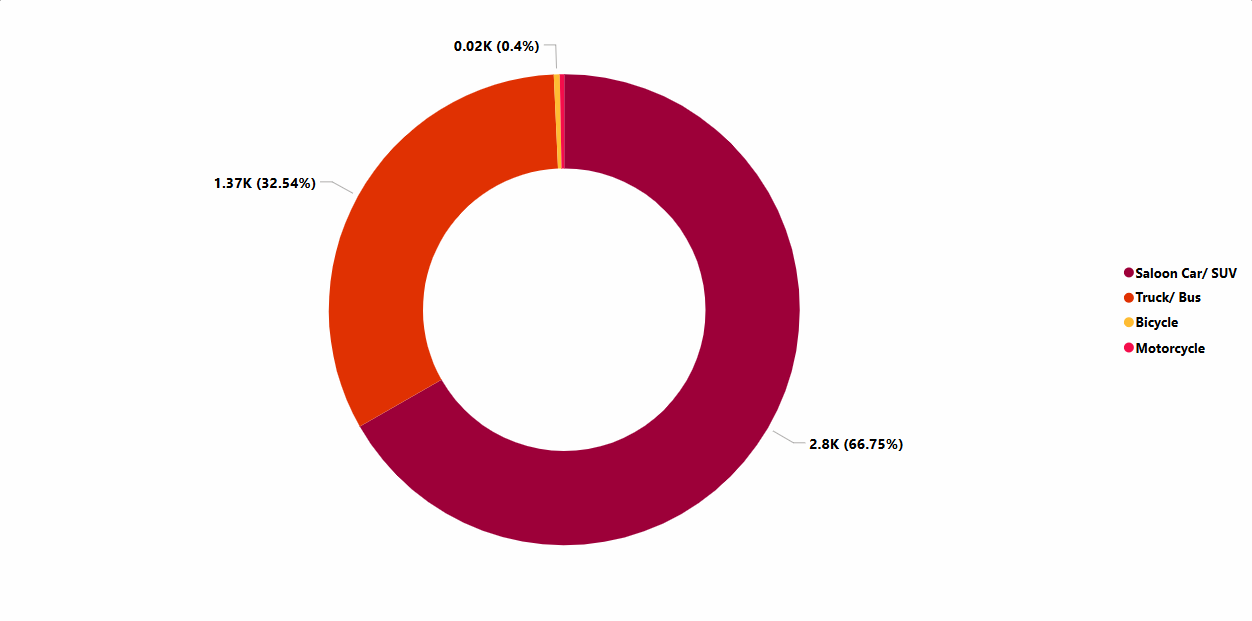 0.02K (0.4%)
1.37K (32.54%)
2.8K (66.75%)
Saloon Car/ SUV
Truck/ Bus
Bicycle
Motorcycle